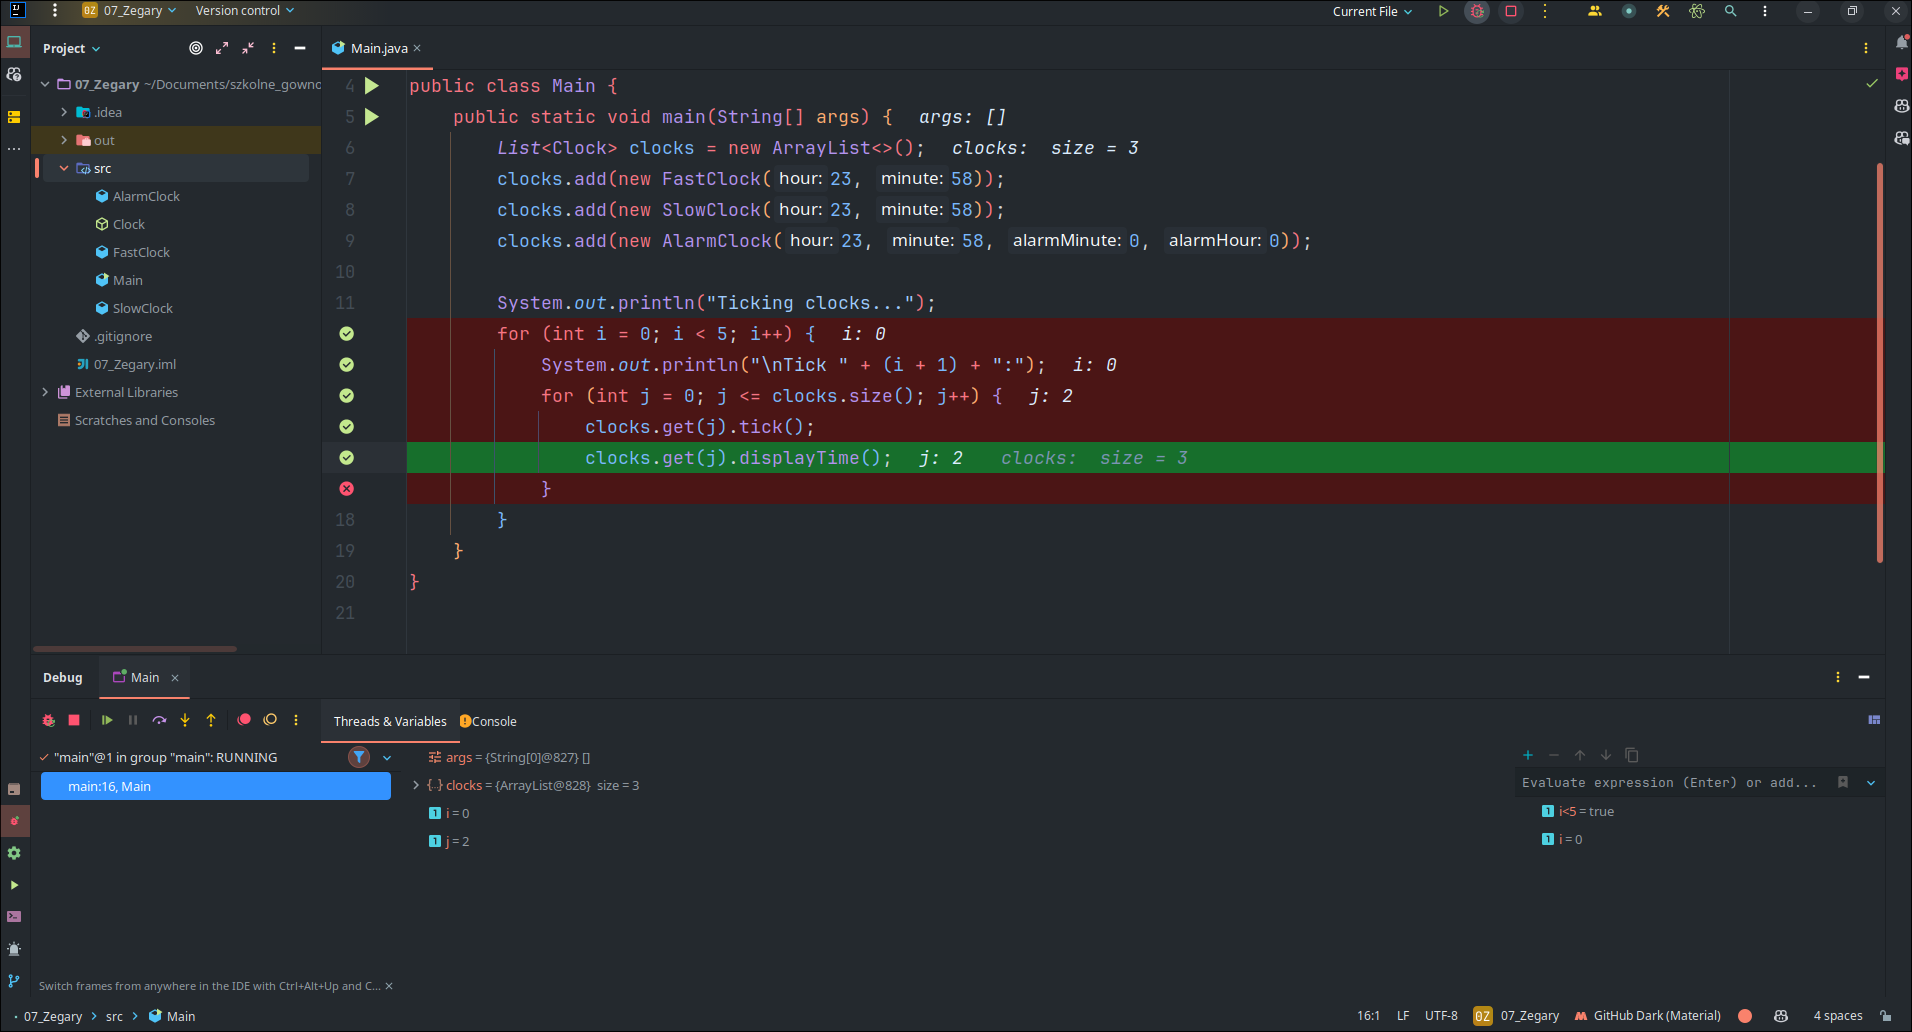 07_Zegary Version control Current File
Project
Main.java
07_Zegary ~/Documents/szkolne_gowno
.idea
out
src
AlarmClock
Clock
FastClock
Main
SlowClock
.gitignore
07_Zegary.iml
External Libraries
Scratches and Consoles
4 public class Main {
5 public static void main(String[] args) { args: []
6 List<Clock> clocks = new ArrayList<>(); clocks: size = 3
7 clocks.add(new FastClock( hour: 23, minute: 58));
8 clocks.add(new SlowClock( hour: 23, minute: 58));
9 clocks.add(new AlarmClock( hour: 23, minute: 58, alarmMinute: 0, alarmHour: 0));
10
11 System.out.println("Ticking clocks...");
for (int i = 0; i < 5; i++) { i: 0
System.out.println("\nTick " + (i + 1) + ":"); i: 0
for (int j = 0; j <= clocks.size(); j++) { j: 2
clocks.get(j).tick();
clocks.get(j).displayTime(); j: 2 clocks: size = 3
}
18 }
19 }
20 }
21
Debug Main
Threads & Variables Console
"main"@1 in group "main": RUNNING
main:16, Main
args = {String[0]@827} []
clocks = {ArrayList@828} size = 3
i = 0
j = 2
Evaluate expression (Enter) or add...
i<5 = true
i = 0
Switch frames from anywhere in the IDE with Ctrl+Alt+Up and C...
07_Zegary src Main 16:1 LF UTF-8 0Z 07_Zegary GitHub Dark (Material) 4 spaces